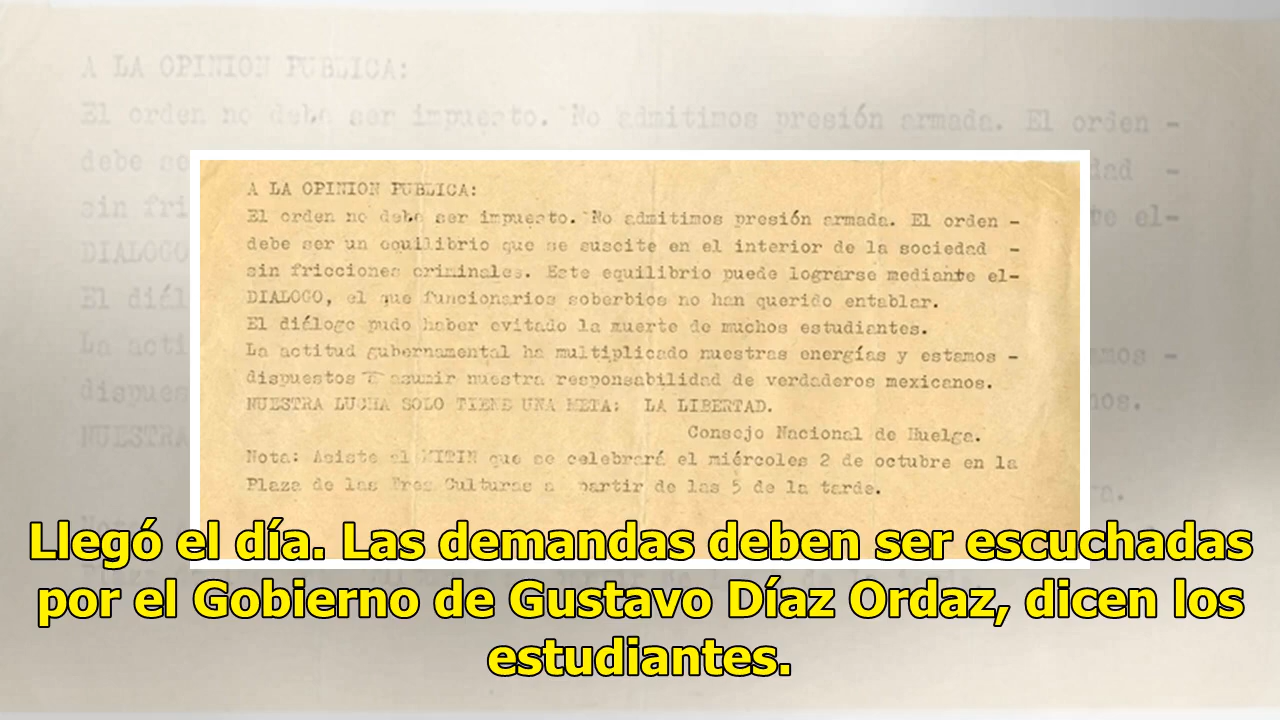 A LA OPINION PUBLICA:
El orden no debe ser impuesto. No admitimos presión armada. El orden -
debe ser un equilibrio que se suscite en el interior de la sociedad -
sin fricciones criminales. Este equilibrio puede lograrse mediante el-
DIALOGO, el que funcionarios soberbios no han querido entablar.
El diálogo pudo haber evitado la muerte de muchos estudiantes.
La actitud gubernamental ha multiplicado nuestras energías y estamos -
dispuestos a asumir nuestra responsabilidad de verdaderos mexicanos.
NUESTRA LUCHA SOLO TIENE UNA META: LA LIBERTAD.
Consejo Nacional de Huelga.
Nota: Asiste al MITIN que se celebrará el miércoles 2 de octubre en la
Plaza de las Tres Culturas a partir de las 5 de la tarde.
Llegó el día. Las demandas deben ser escuchadas
por el Gobierno de Gustavo Díaz Ordaz, dicen los
estudiantes.